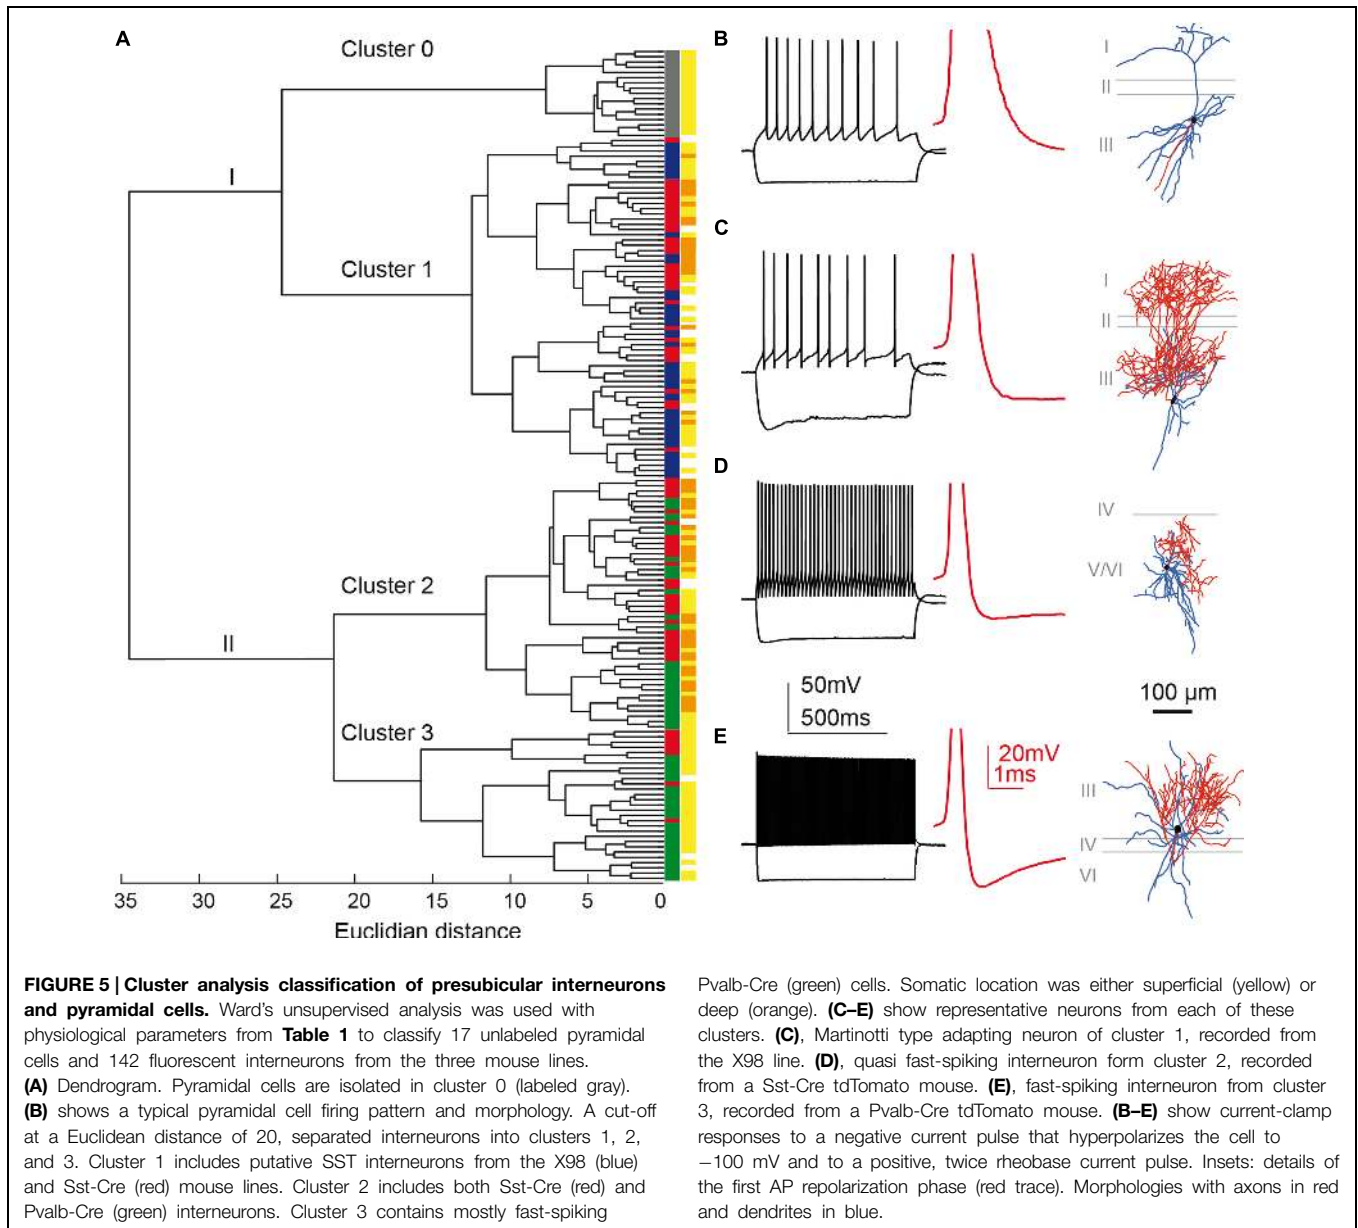 A
Cluster 0
I
Cluster 1
Cluster 2
II
Cluster 3
35 30 25 20 15 10 5 0
Euclidian distance
B
I
II
III
C
I
II
III
D
IV
V/VI
50mV
500ms
100 µm
E
20mV
1ms
III
IV
VI
FIGURE 5 | Cluster analysis classification of presubicular interneurons
and pyramidal cells. Ward's unsupervised analysis was used with
physiological parameters from Table 1 to classify 17 unlabeled pyramidal
cells and 142 fluorescent interneurons from the three mouse lines.
(A) Dendrogram. Pyramidal cells are isolated in cluster 0 (labeled gray).
(B) shows a typical pyramidal cell firing pattern and morphology. A cut-off
at a Euclidean distance of 20, separated interneurons into clusters 1, 2,
and 3. Cluster 1 includes putative SST interneurons from the X98 (blue)
and Sst-Cre (red) mouse lines. Cluster 2 includes both Sst-Cre (red) and
Pvalb-Cre (green) interneurons. Cluster 3 contains mostly fast-spiking
Pvalb-Cre (green) cells. Somatic location was either superficial (yellow) or
deep (orange). (C–E) show representative neurons from each of these
clusters. (C), Martinotti type adapting neuron of cluster 1, recorded from
the X98 line. (D), quasi fast-spiking interneuron form cluster 2, recorded
from a Sst-Cre tdTomato mouse. (E), fast-spiking interneuron from cluster
3, recorded from a Pvalb-Cre tdTomato mouse. (B–E) show current-clamp
responses to a negative current pulse that hyperpolarizes the cell to
−100 mV and to a positive, twice rheobase current pulse. Insets: details of
the first AP repolarization phase (red trace). Morphologies with axons in red
and dendrites in blue.